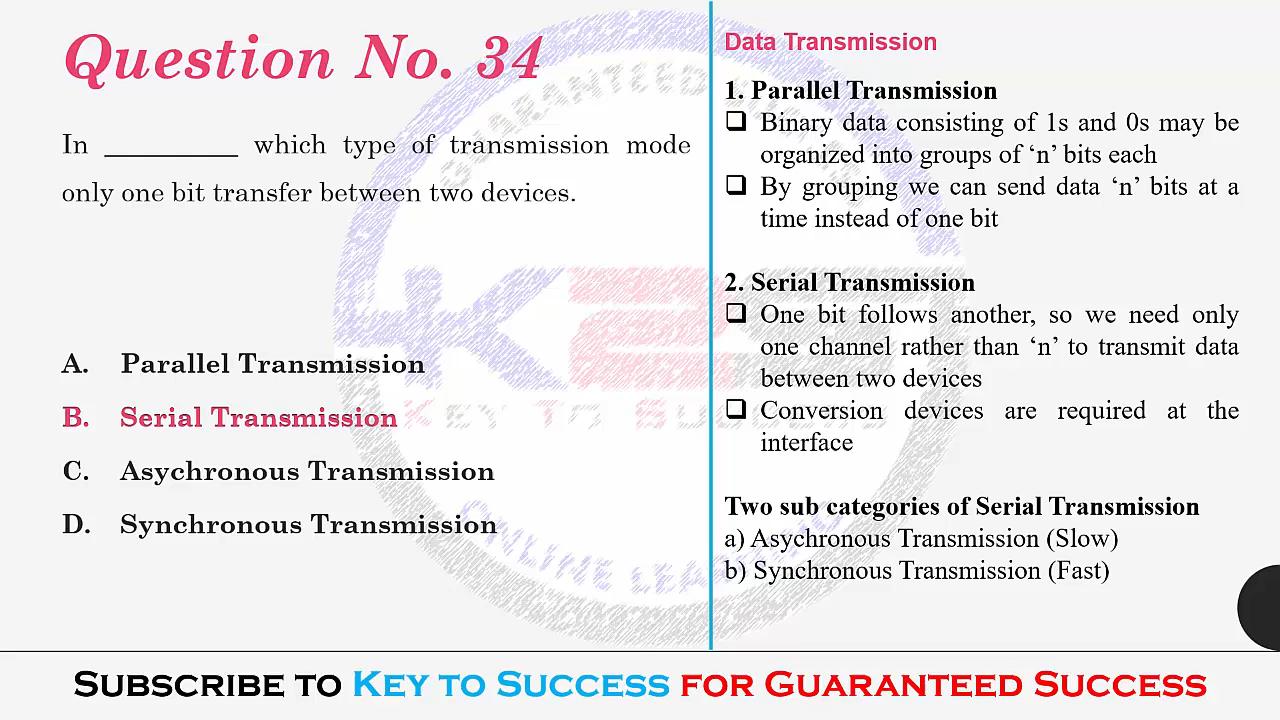 Question No. 34
In __________ which type of transmission mode
only one bit transfer between two devices.
A. Parallel Transmission
B. Serial Transmission
C. Asychronous Transmission
D. Synchronous Transmission
Data Transmission
1. Parallel Transmission
❑ Binary data consisting of 1s and 0s may be
organized into groups of ‘n’ bits each
❑ By grouping we can send data ‘n’ bits at a
time instead of one bit
2. Serial Transmission
❑ One bit follows another, so we need only
one channel rather than ‘n’ to transmit data
between two devices
❑ Conversion devices are required at the
interface
Two sub categories of Serial Transmission
a) Asychronous Transmission (Slow)
b) Synchronous Transmission (Fast)
KEY TO SUCCESS
SUBSCRIBE TO KEY TO SUCCESS FOR GUARANTEED SUCCESS